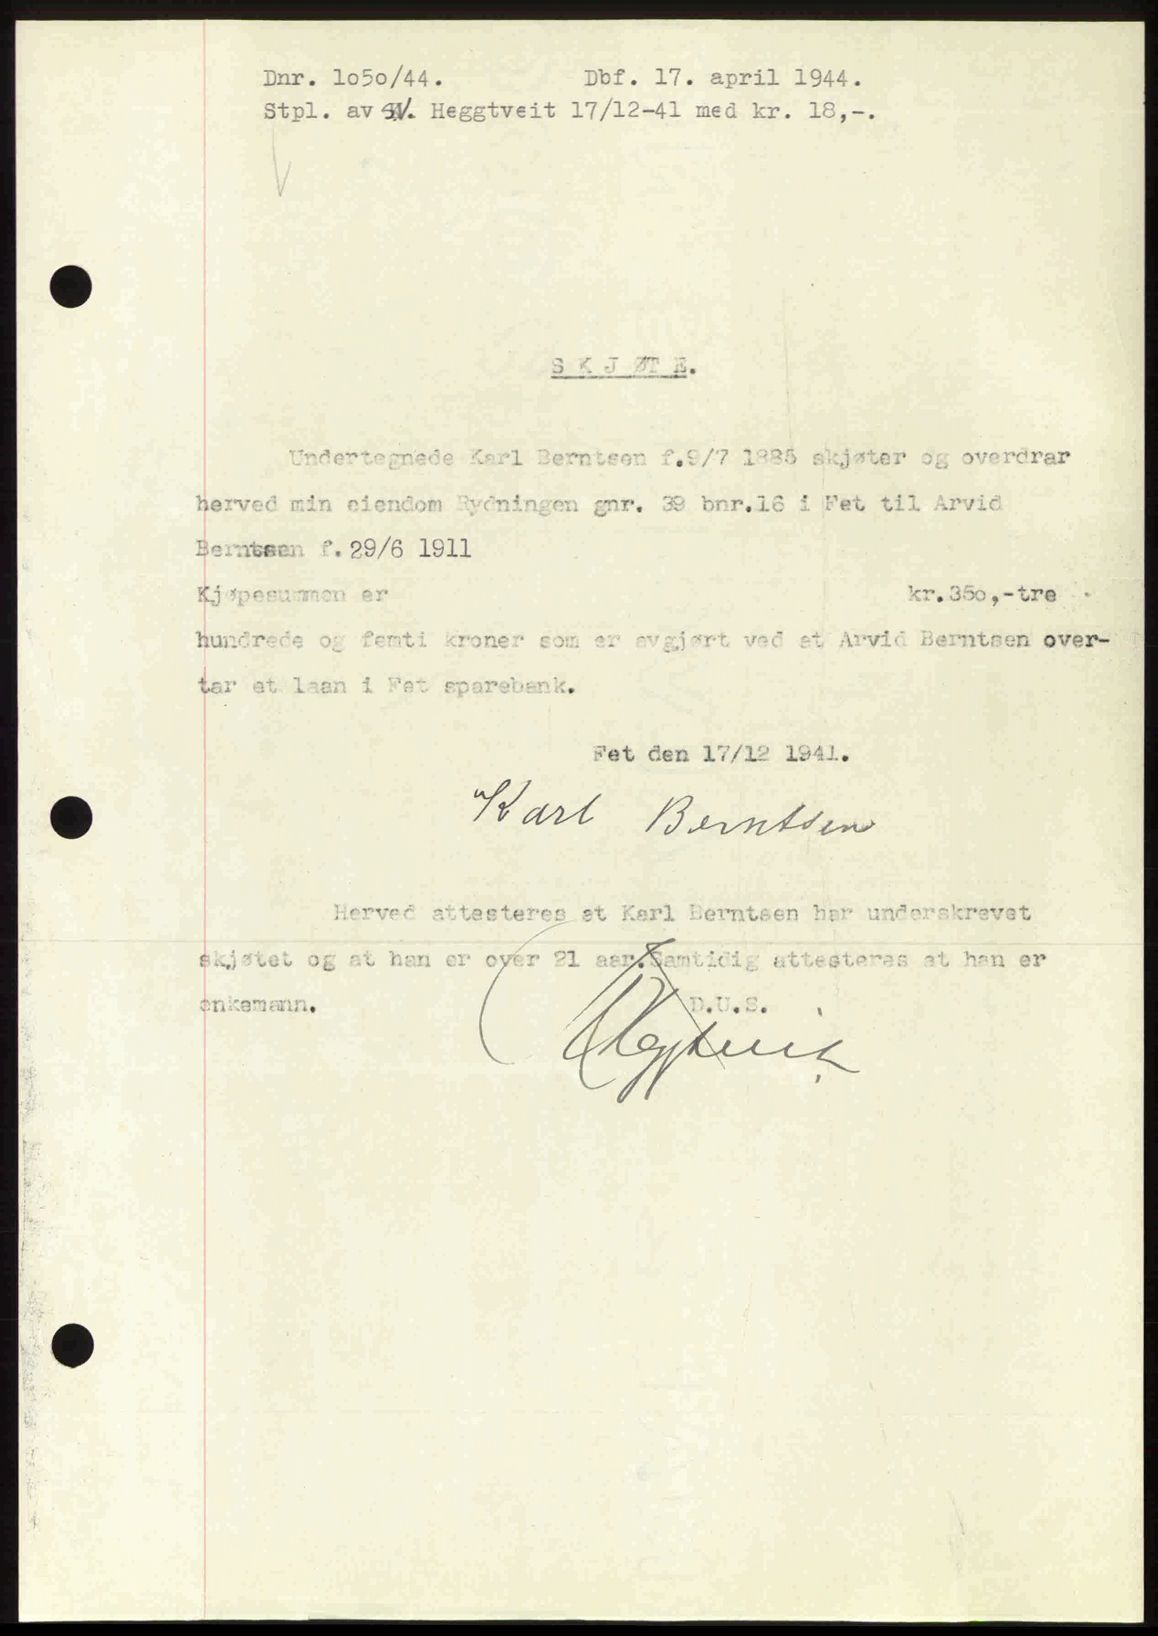 Dnr. 1o5o/44. Dbf. 17. april 1944.
Stpl. av Heggtveit 17/12-41 med kr. 18,-.
S K J Ø T E.
Undertegnede Karl Berntsen f.9/7 1885 skjøter og overdrar
herved min eiendom Rydningen gnr. 39 bnr.16 i Fet til Arvid
Berntsen f. 29/6 1911
Kjøpesummen er kr.35o,-tre
hundrede og femti kroner som er avgjort ved at Arvid Berntsen over-
tar et laan i Fet sparebank.
Fet den 17/12 1941.
Karl Berntsen
Herved attesteres at Karl Berntsen har underskrevet
skjøtet og at han er over 21 aar. Samtidig attesteres at han er
enkemann. D.U.S.